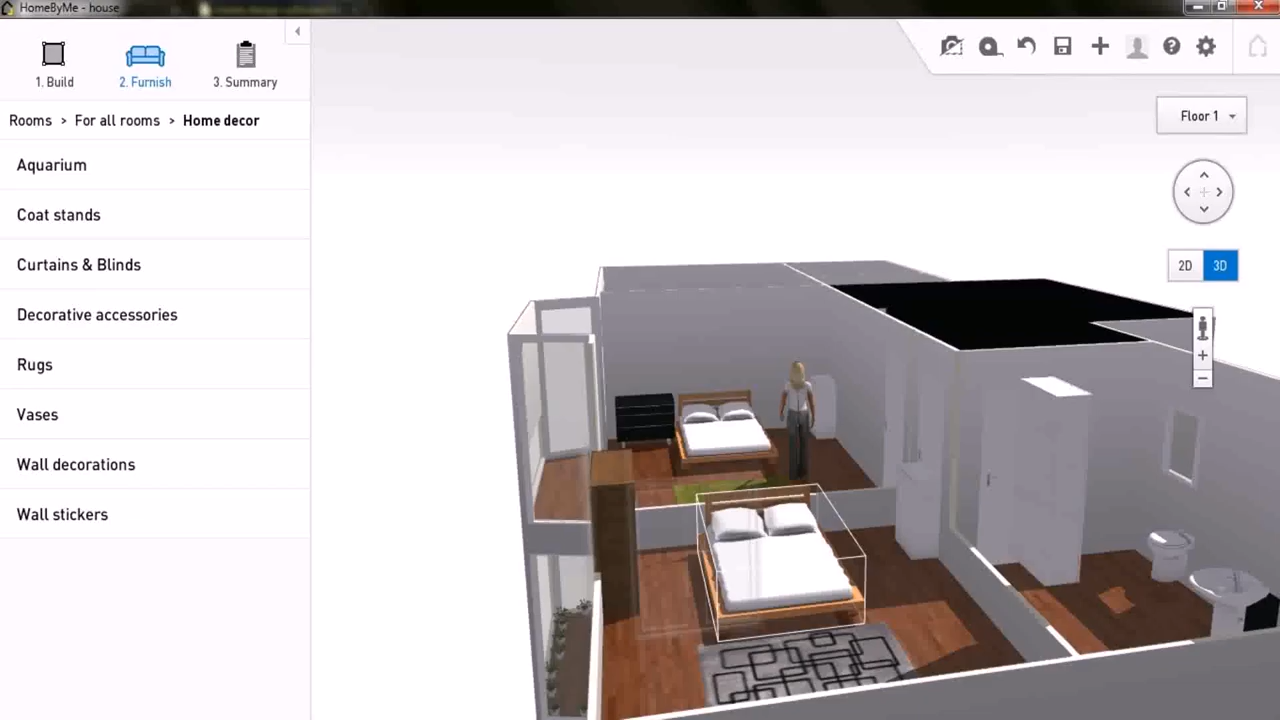 HomeByMe - house
1. Build
2. Furnish
3. Summary
Rooms > For all rooms > Home decor
Aquarium
Coat stands
Curtains & Blinds
Decorative accessories
Rugs
Vases
Wall decorations
Wall stickers
Floor 1
2D
3D